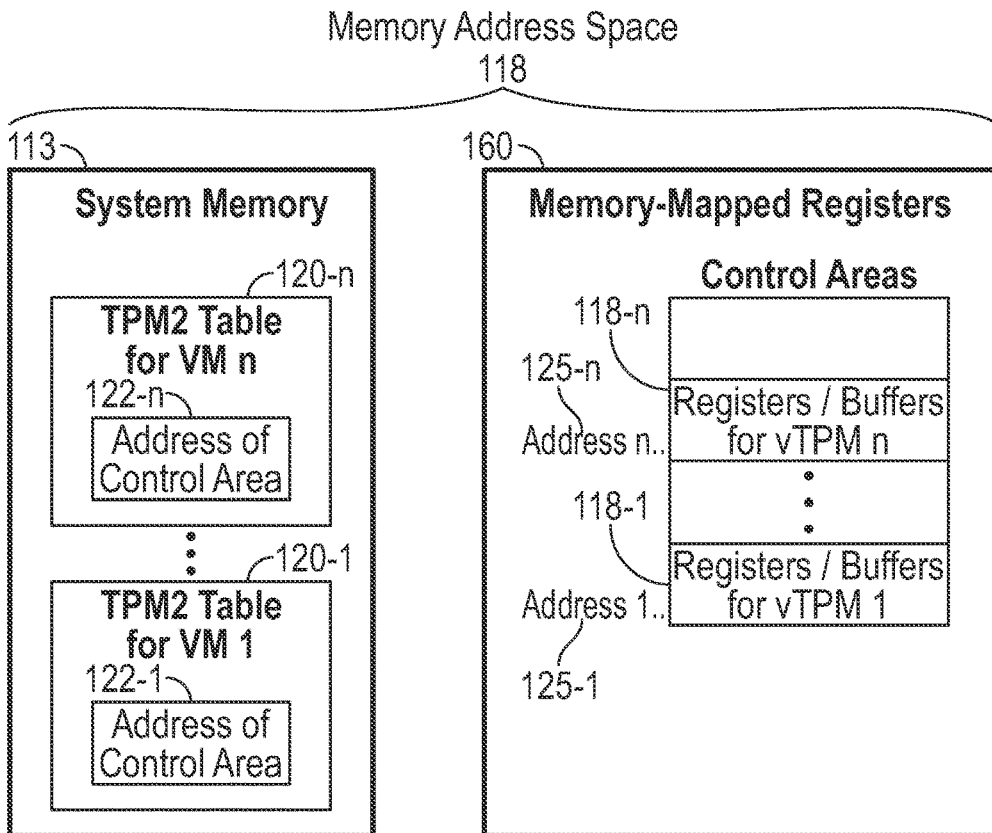 Memory Address Space
118
113
System Memory
120-n
TPM2 Table
for VM n
122-n
Address of
Control Area
120-1
TPM2 Table
for VM 1
122-1
Address of
Control Area
160
Memory-Mapped Registers
Control Areas
118-n
125-n
Registers / Buffers
for vTPM n
Address n..
118-1
Registers / Buffers
for vTPM 1
Address 1..
125-1